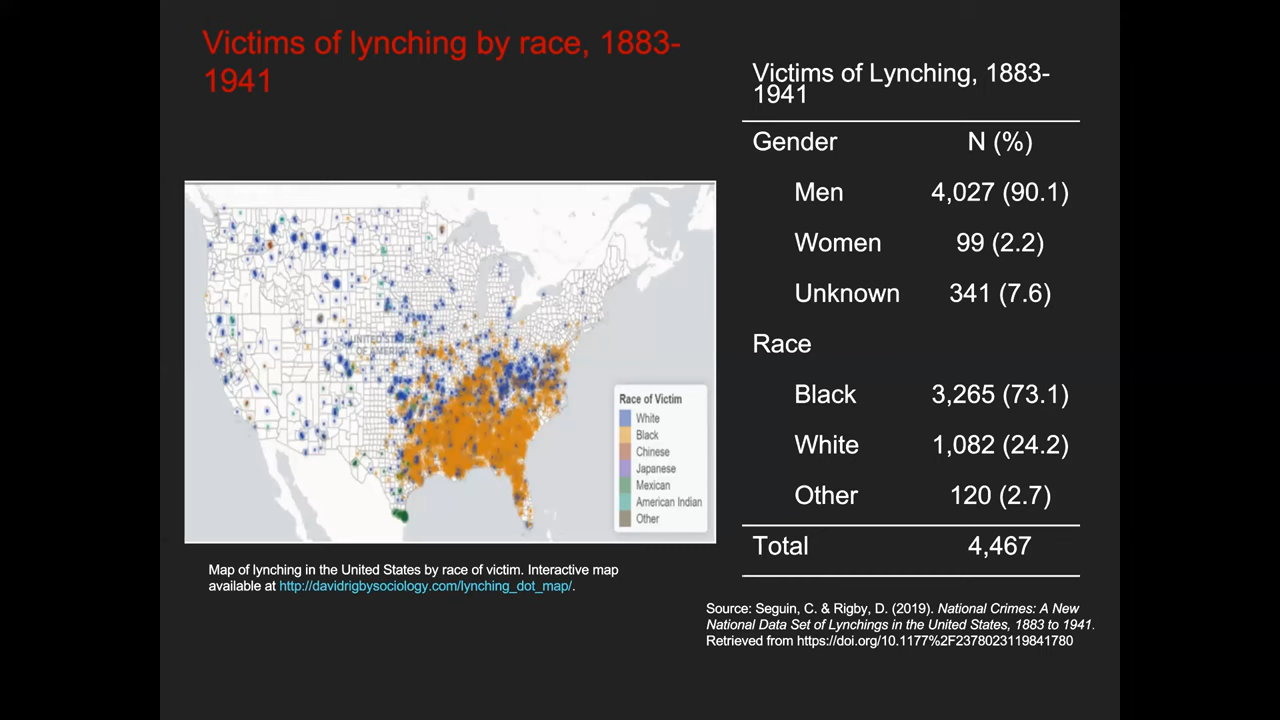 Victims of lynching by race, 1883-
1941
Victims of Lynching, 1883-
1941
Gender N (%)
Men 4,027 (90.1)
Women 99 (2.2)
Unknown 341 (7.6)
Race
Black 3,265 (73.1)
White 1,082 (24.2)
Other 120 (2.7)
Total 4,467
UNITED STATES
OF AMERICA
Race of Victim
White
Black
Chinese
Japanese
Mexican
American Indian
Other
Map of lynching in the United States by race of victim. Interactive map
available at http://davidrigbysociology.com/lynching_dot_map/.
Source: Seguin, C. & Rigby, D. (2019). National Crimes: A New
National Data Set of Lynchings in the United States, 1883 to 1941.
Retrieved from https://doi.org/10.1177%2F2378023119841780